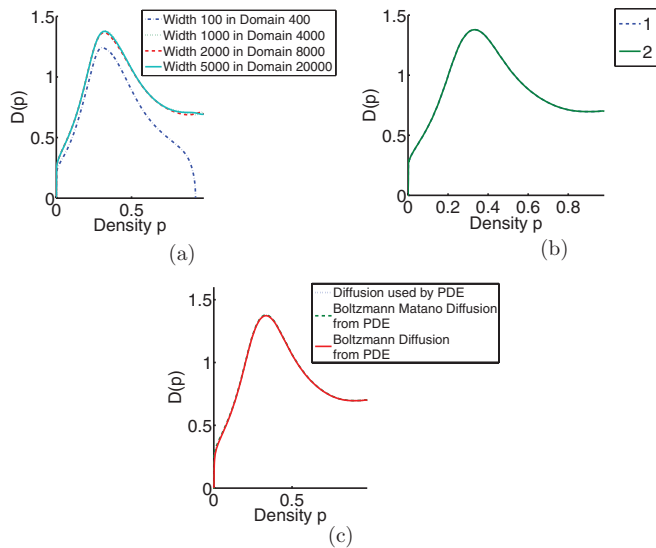 Width 100 in Domain 400
Width 1000 in Domain 4000
Width 2000 in Domain 8000
Width 5000 in Domain 20000
1.5
1
0.5
0
D(p)
0
0.5
Density p
(a)
1
2
1.5
1
0.5
0
D(p)
0
0.2
0.4
0.6
0.8
Density p
(b)
Diffusion used by PDE
Boltzmann Matano Diffusion
from PDE
Boltzmann Diffusion
from PDE
1.5
1
0.5
0
D(p)
0
0.5
Density p
(c)